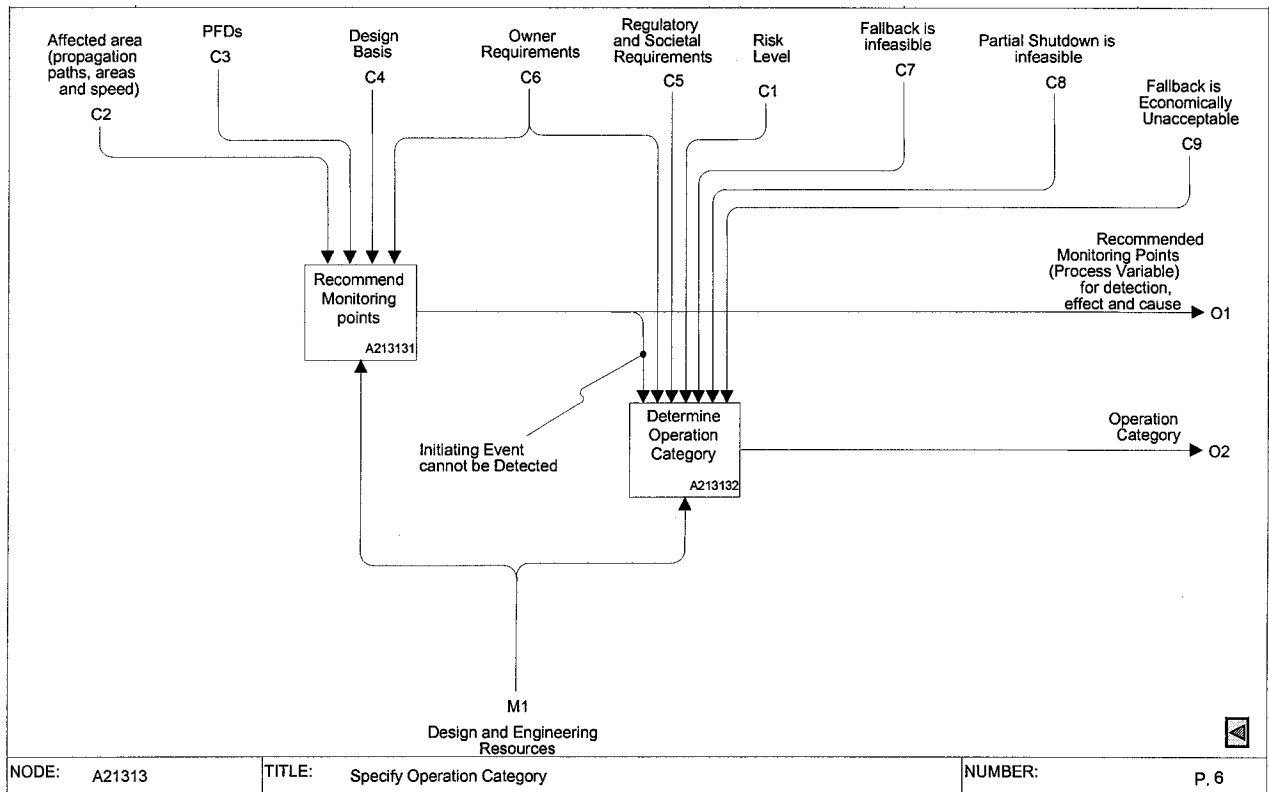 Affected area
(propagation
paths, areas
and speed)
C2
PFDs
C3
Design
Basis
C4
Owner
Requirements
C6
Regulatory
and Societal
Requirements
C5
Risk
Level
C1
Fallback is
infeasible
C7
Partial Shutdown is
infeasible
C8
Fallback is
Economically
Unacceptable
C9
Recommended
Monitoring Points
(Process Variable)
for detection,
effect and cause
O1
Recommend
Monitoring
points
A213131
Determine
Operation
Category
A213132
Operation
Category
O2
Initiating Event
cannot be Detected
M1
Design and Engineering
Resources
NODE: A21313
TITLE: Specify Operation Category
NUMBER: P. 6